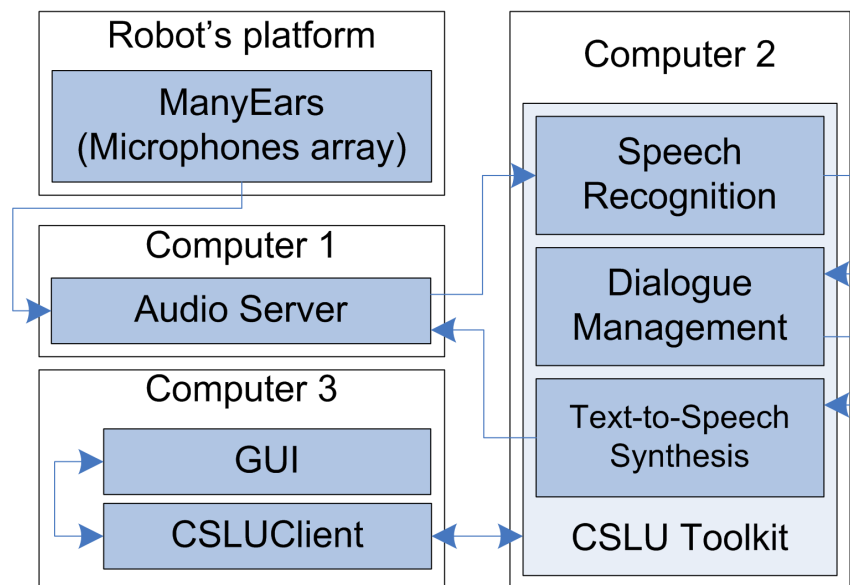 Robot's platform
ManyEars
(Microphones array)
Computer 1
Audio Server
Computer 3
GUI
CSLUClient
Computer 2
Speech
Recognition
Dialogue
Management
Text-to-Speech
Synthesis
CSLU Toolkit